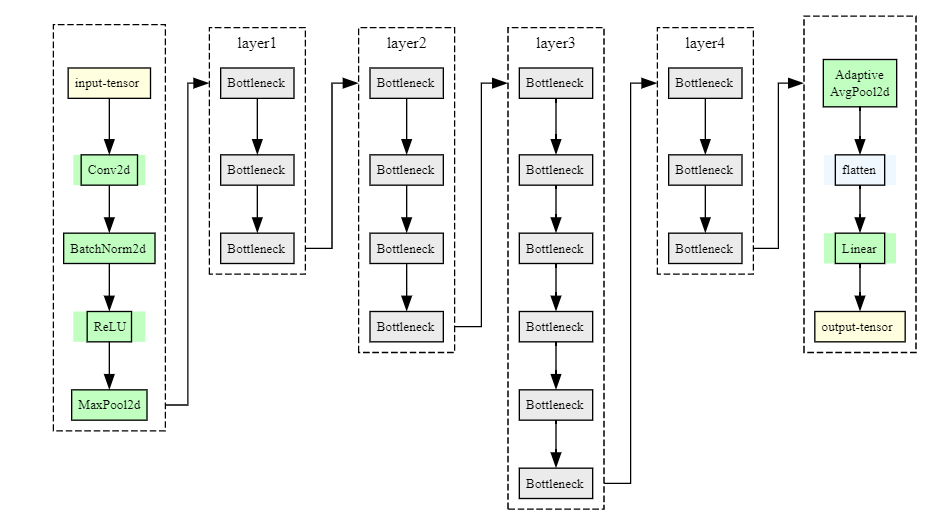 input-tensor
Conv2d
BatchNorm2d
ReLU
MaxPool2d
layer1
Bottleneck
Bottleneck
Bottleneck
layer2
Bottleneck
Bottleneck
Bottleneck
Bottleneck
layer3
Bottleneck
Bottleneck
Bottleneck
Bottleneck
Bottleneck
Bottleneck
layer4
Bottleneck
Bottleneck
Bottleneck
Adaptive
AvgPool2d
flatten
Linear
output-tensor